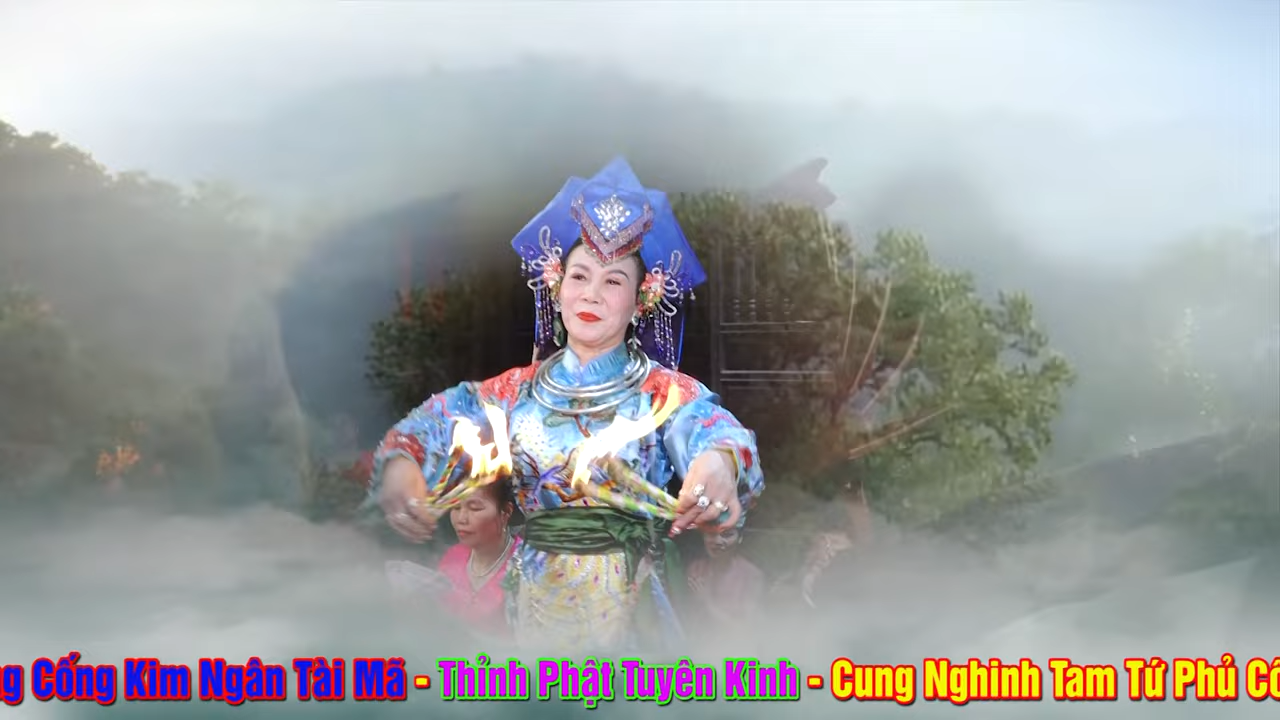 Cống Kim Ngân Tài Mã - Thỉnh Phật Tuyên Kinh - Cung Nghinh Tam Tứ Phủ